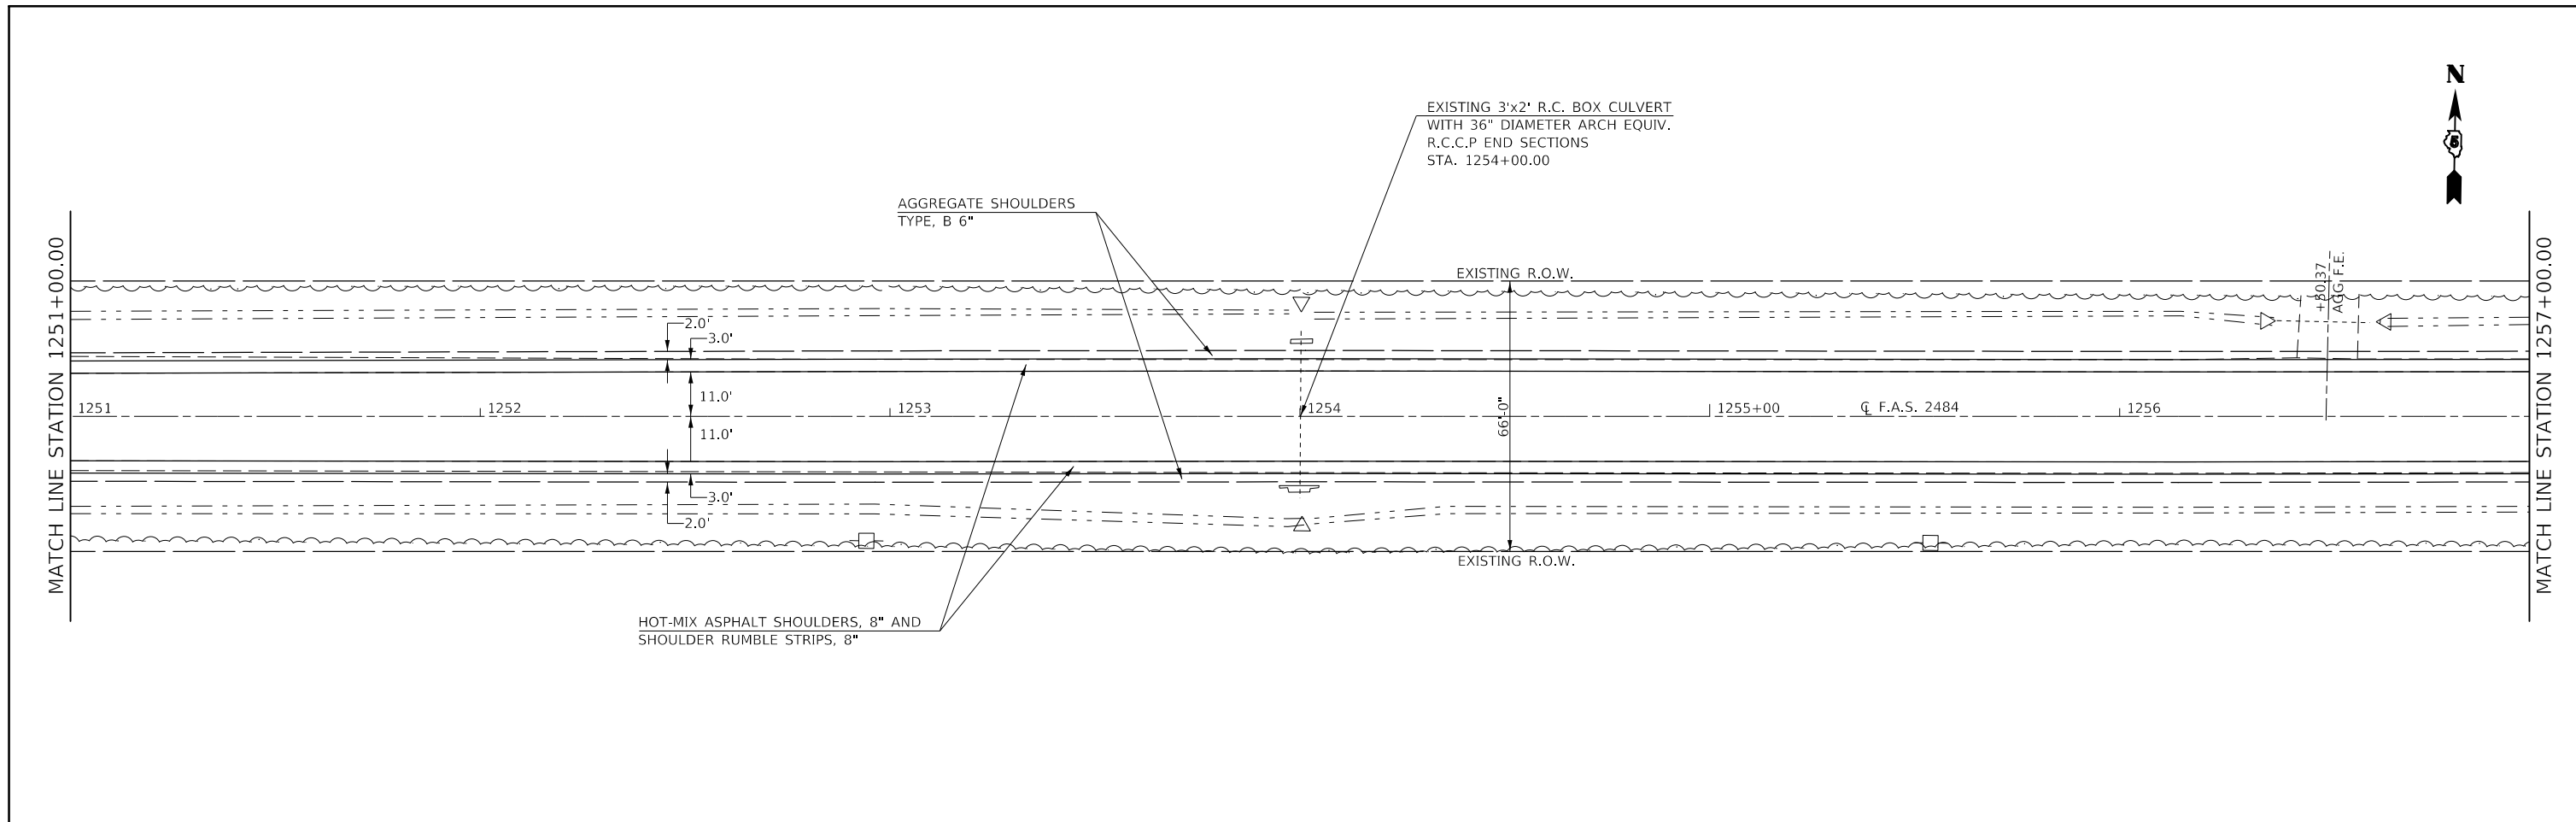 N
5
EXISTING 3'x2' R.C. BOX CULVERT
WITH 36" DIAMETER ARCH EQUIV.
R.C.C.P END SECTIONS
STA. 1254+00.00
AGGREGATE SHOULDERS
TYPE, B 6"
MATCH LINE STATION 1251+00.00
MATCH LINE STATION 1257+00.00
EXISTING R.O.W.
+50.37
AGG. F.E.
2.0'
3.0'
11.0'
1251
1252
1253
1254
1255+00
℄ F.A.S. 2484
1256
66'-0"
11.0'
3.0'
2.0'
EXISTING R.O.W.
HOT-MIX ASPHALT SHOULDERS, 8" AND
SHOULDER RUMBLE STRIPS, 8"